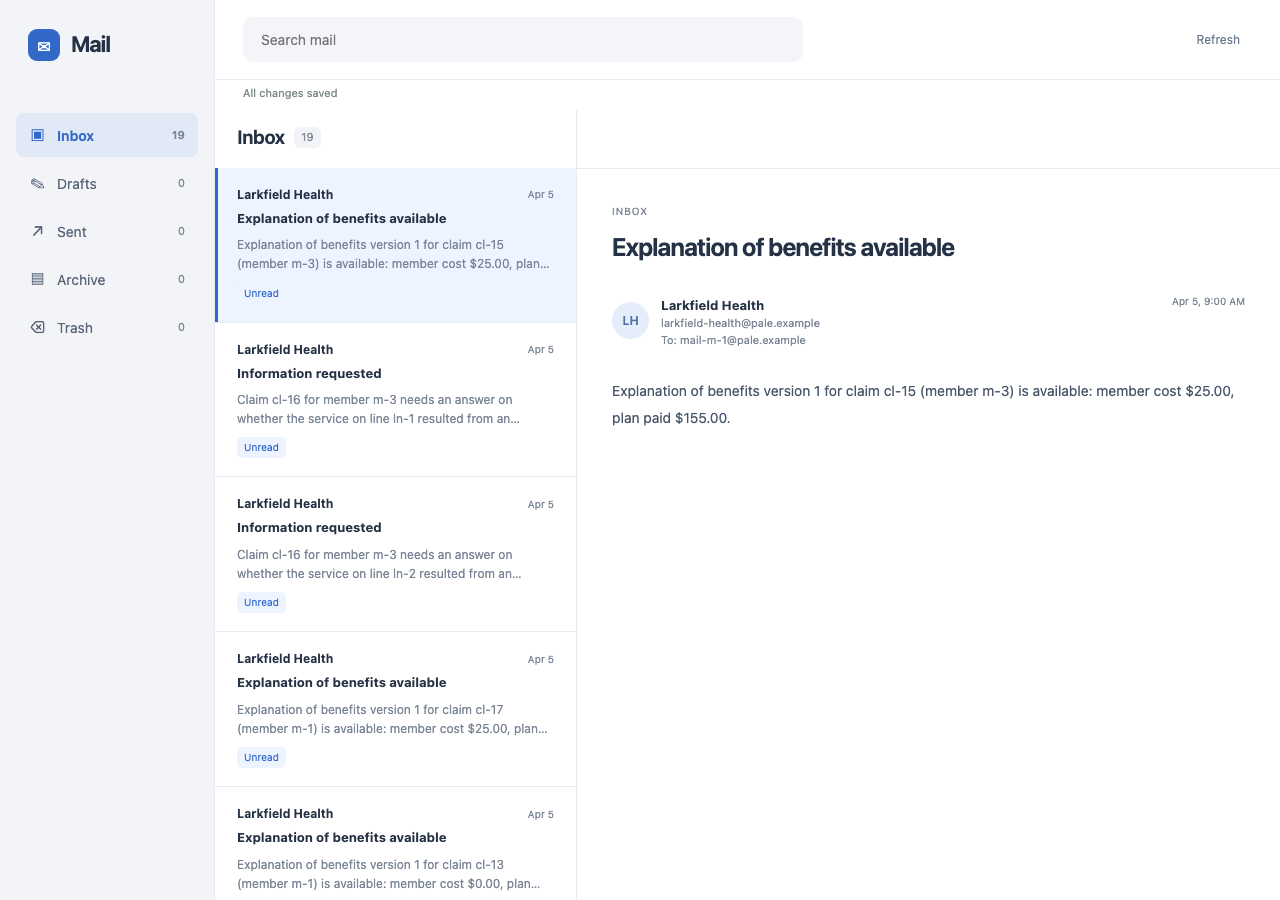 Mail
Inbox 19
Drafts 0
Sent 0
Archive 0
Trash 0
Search mail
Refresh
All changes saved
Inbox 19
Larkfield Health Apr 5
Explanation of benefits available
Explanation of benefits version 1 for claim cl-15
(member m-3) is available: member cost $25.00, plan...
Unread
Larkfield Health Apr 5
Information requested
Claim cl-16 for member m-3 needs an answer on
whether the service on line ln-1 resulted from an...
Unread
Larkfield Health Apr 5
Information requested
Claim cl-16 for member m-3 needs an answer on
whether the service on line ln-2 resulted from an...
Unread
Larkfield Health Apr 5
Explanation of benefits available
Explanation of benefits version 1 for claim cl-17
(member m-1) is available: member cost $25.00, plan...
Unread
Larkfield Health Apr 5
Explanation of benefits available
Explanation of benefits version 1 for claim cl-13
(member m-1) is available: member cost $0.00, plan...
INBOX
Explanation of benefits available
LH
Larkfield Health Apr 5, 9:00 AM
larkfield-health@pale.example
To: mail-m-1@pale.example
Explanation of benefits version 1 for claim cl-15 (member m-3) is available: member cost $25.00,
plan paid $155.00.